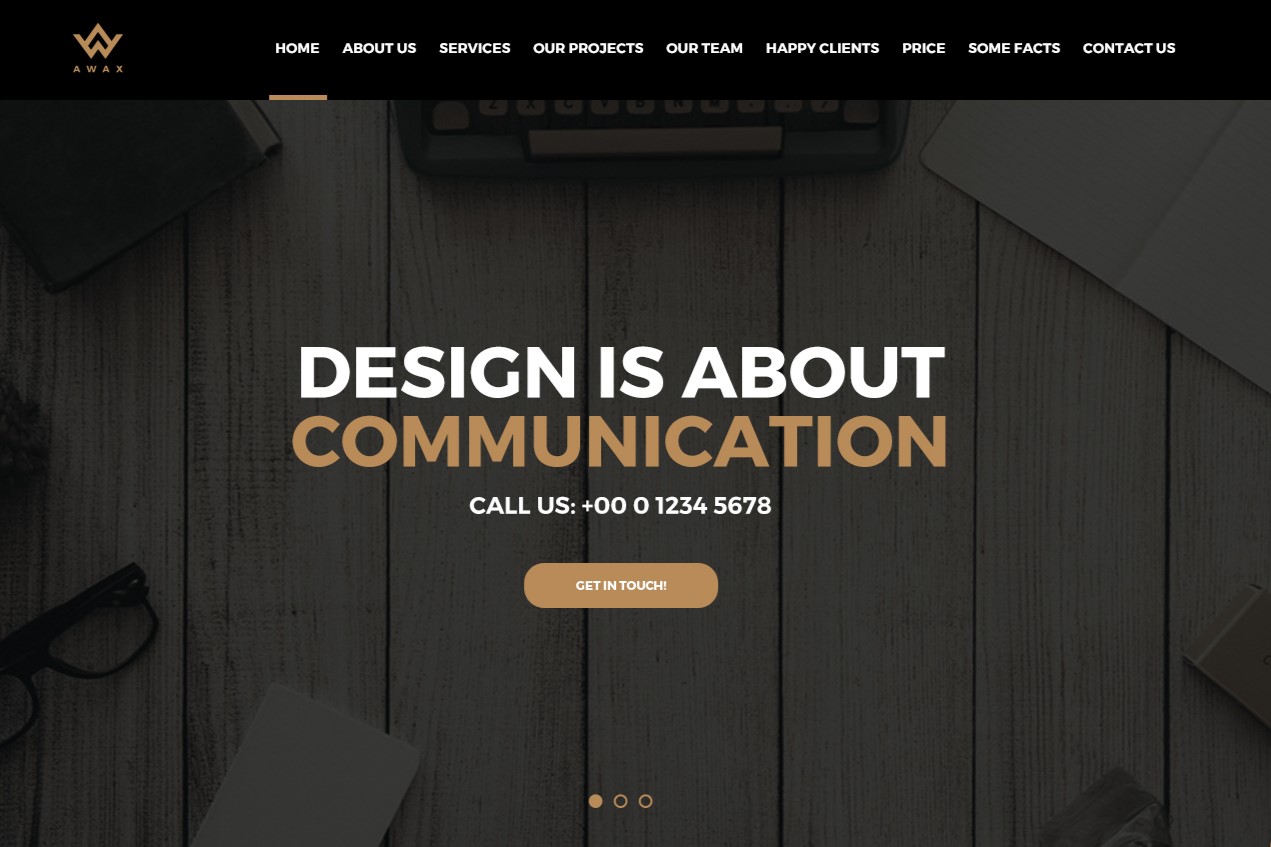 AWAX
HOME ABOUT US SERVICES OUR PROJECTS OUR TEAM HAPPY CLIENTS PRICE SOME FACTS CONTACT US
Z X C V B N M , . /
DESIGN IS ABOUT
COMMUNICATION
CALL US: +00 0 1234 5678
GET IN TOUCH!